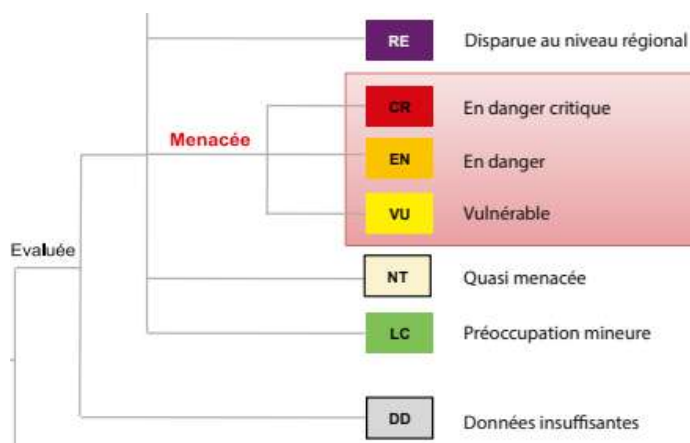 RE Disparue au niveau régional
CR En danger critique
Menacée
EN En danger
VU Vulnérable
Evaluée
NT Quasi menacée
LC Préoccupation mineure
DD Données insuffisantes